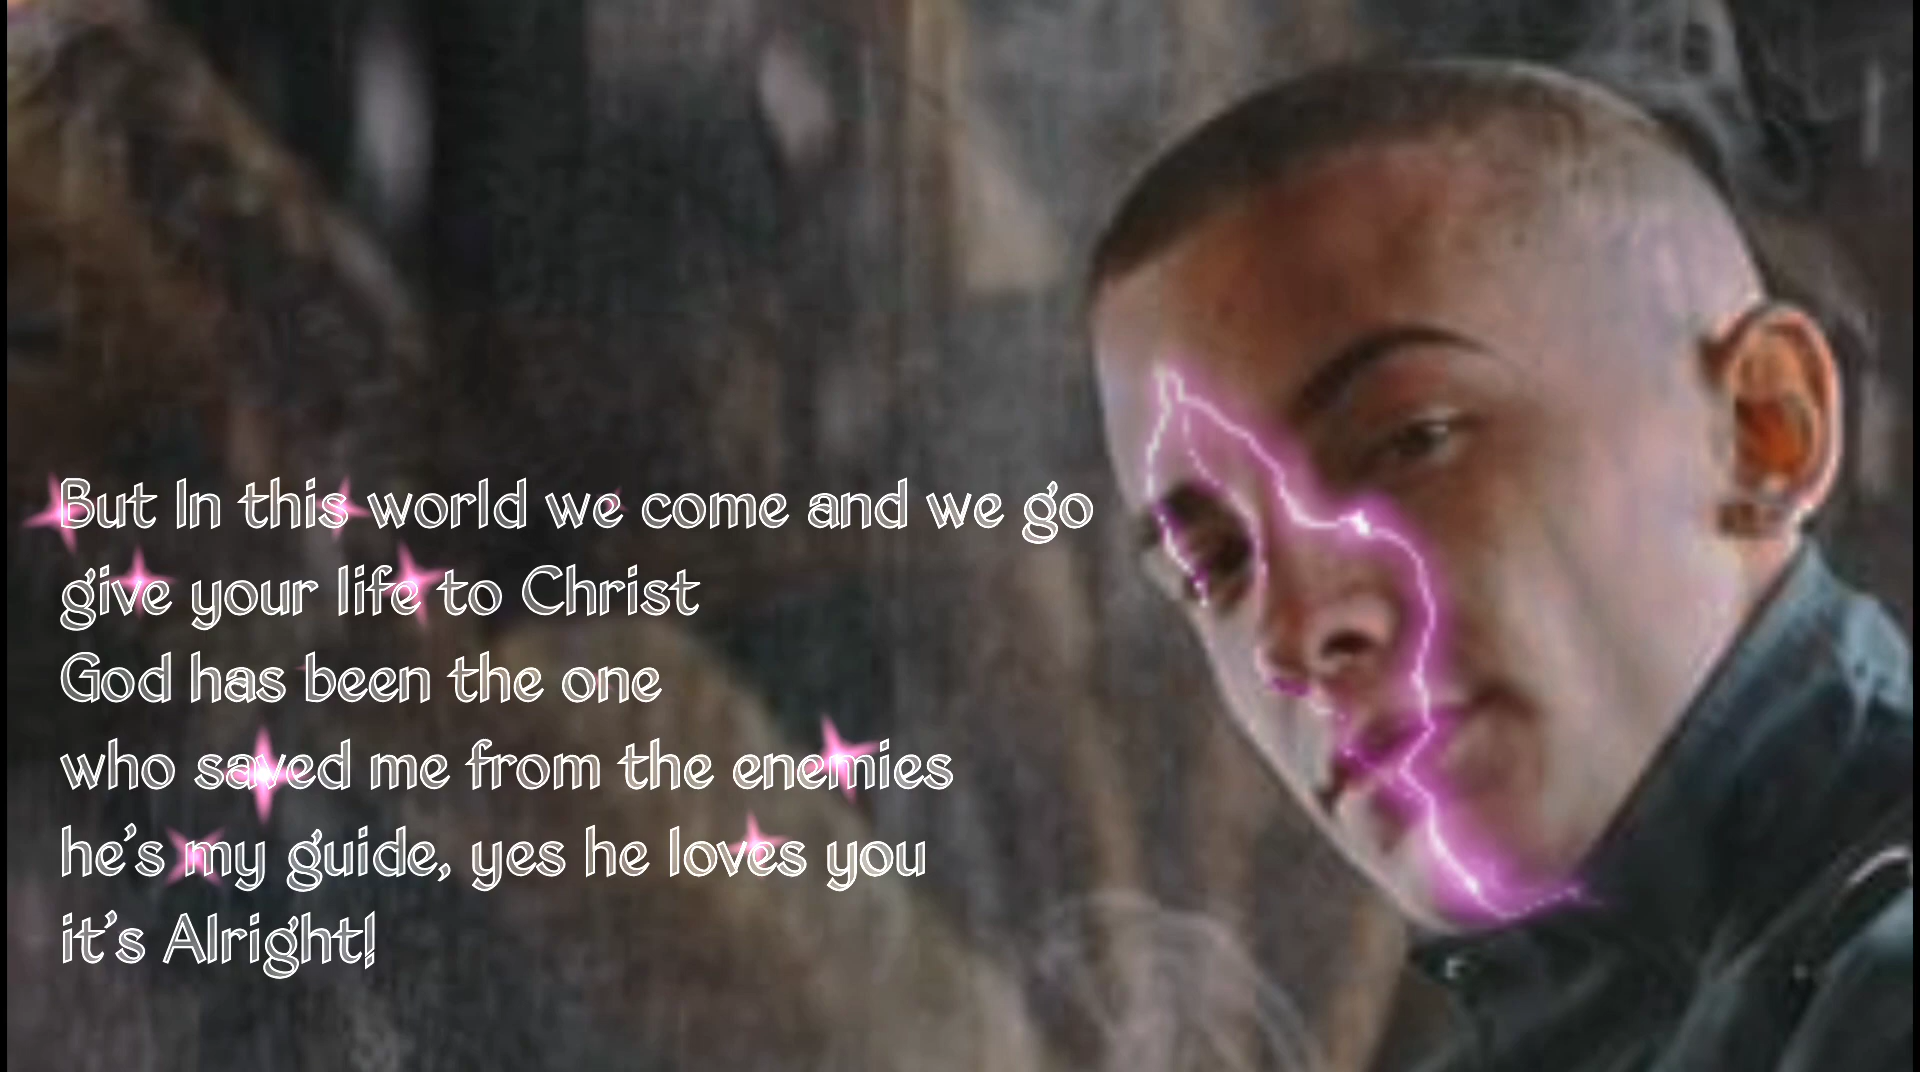 But In this world we come and we go
give your life to Christ
God has been the one
who saved me from the enemies
he's my guide, yes he loves you
it's Alright!